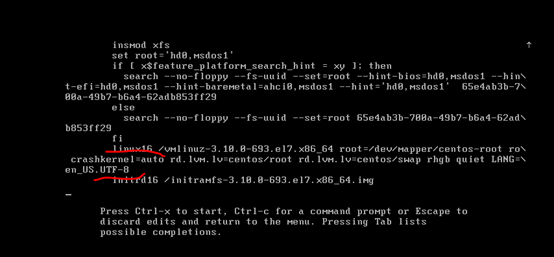 insmod xfs
set root='hd0,msdos1'
if [ x$feature_platform_search_hint = xy ]; then
search --no-floppy --fs-uuid --set=root --hint-bios=hd0,msdos1 --hin\
t-efi=hd0,msdos1 --hint-baremetal=ahci0,msdos1 --hint='hd0,msdos1' 65e4ab3b-7\
00a-49b7-b6a4-62adb853ff29
else
search --no-floppy --fs-uuid --set=root 65e4ab3b-700a-49b7-b6a4-62ad\
b853ff29
fi
linux16 /vmlinuz-3.10.0-693.el7.x86_64 root=/dev/mapper/centos-root ro\
crashkernel=auto rd.lvm.lv=centos/root rd.lvm.lv=centos/swap rhgb quiet LANG=\
en_US.UTF-8
initrd16 /initramfs-3.10.0-693.el7.x86_64.img
Press Ctrl-x to start, Ctrl-c for a command prompt or Escape to
discard edits and return to the menu. Pressing Tab lists
possible completions.